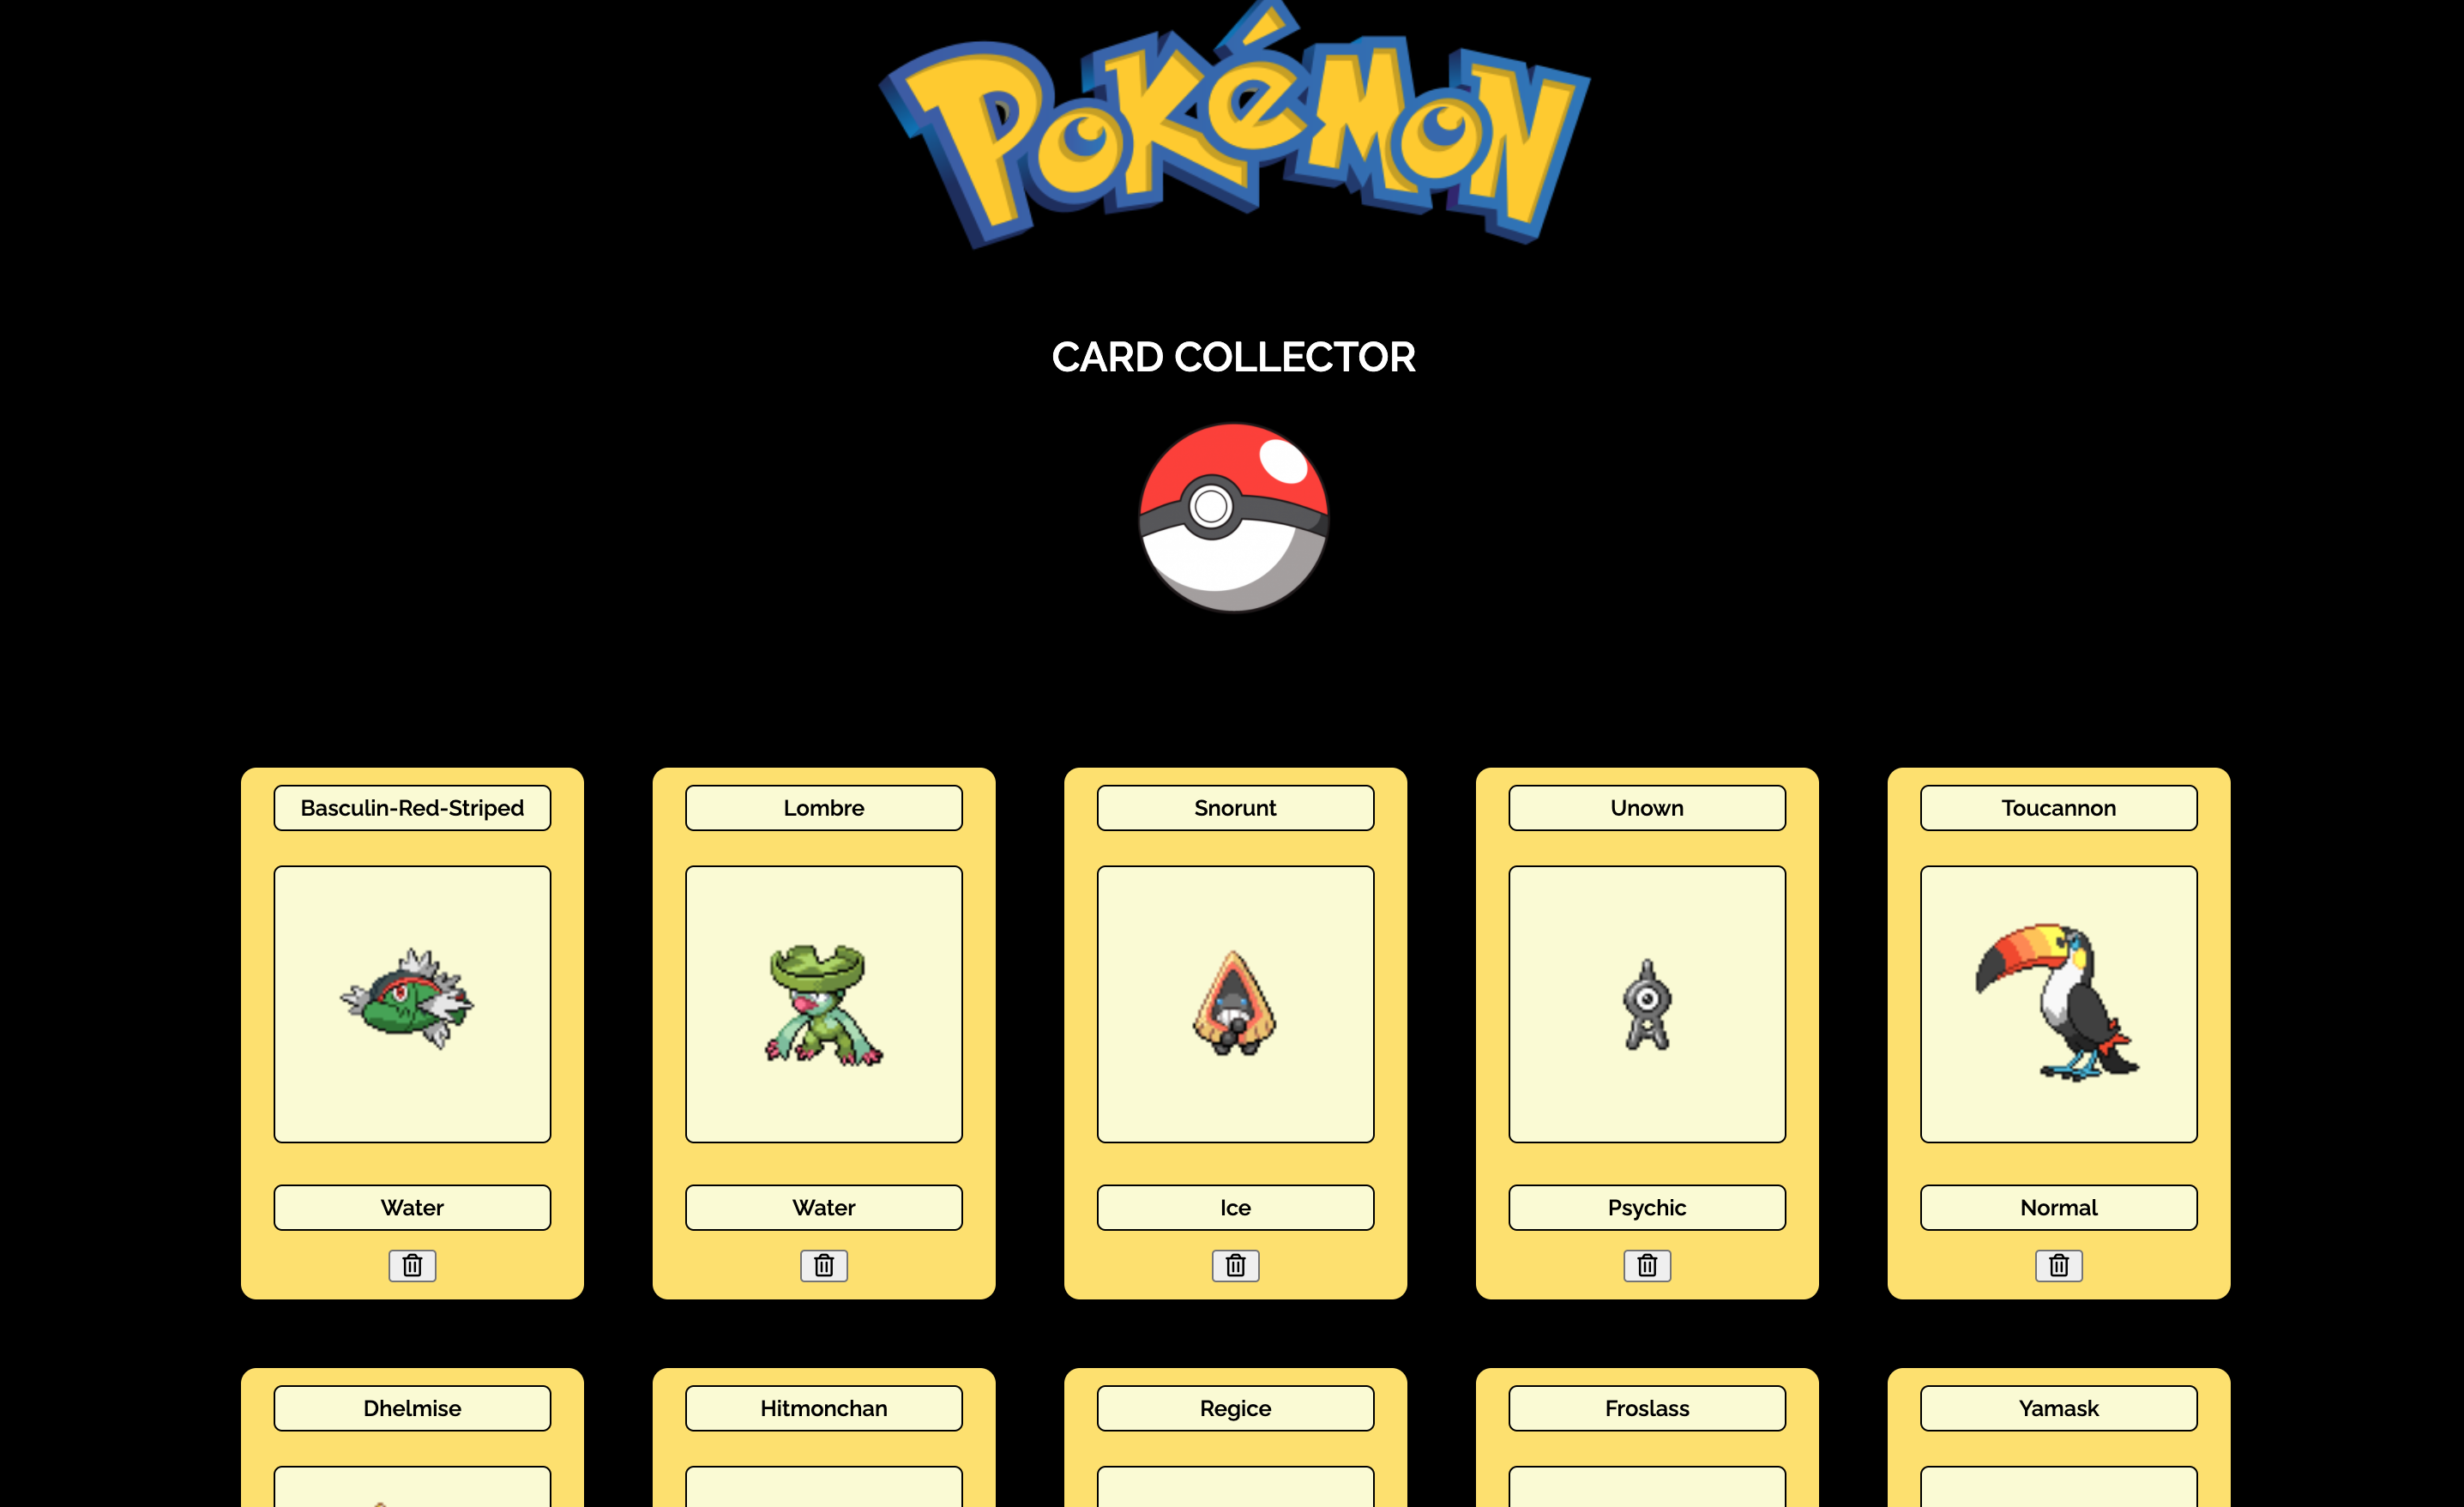 POKéMON
CARD COLLECTOR
Basculin-Red-Striped
Lombre
Snorunt
Unown
Toucannon
Water
Water
Ice
Psychic
Normal
Dhelmise
Hitmonchan
Regice
Froslass
Yamask